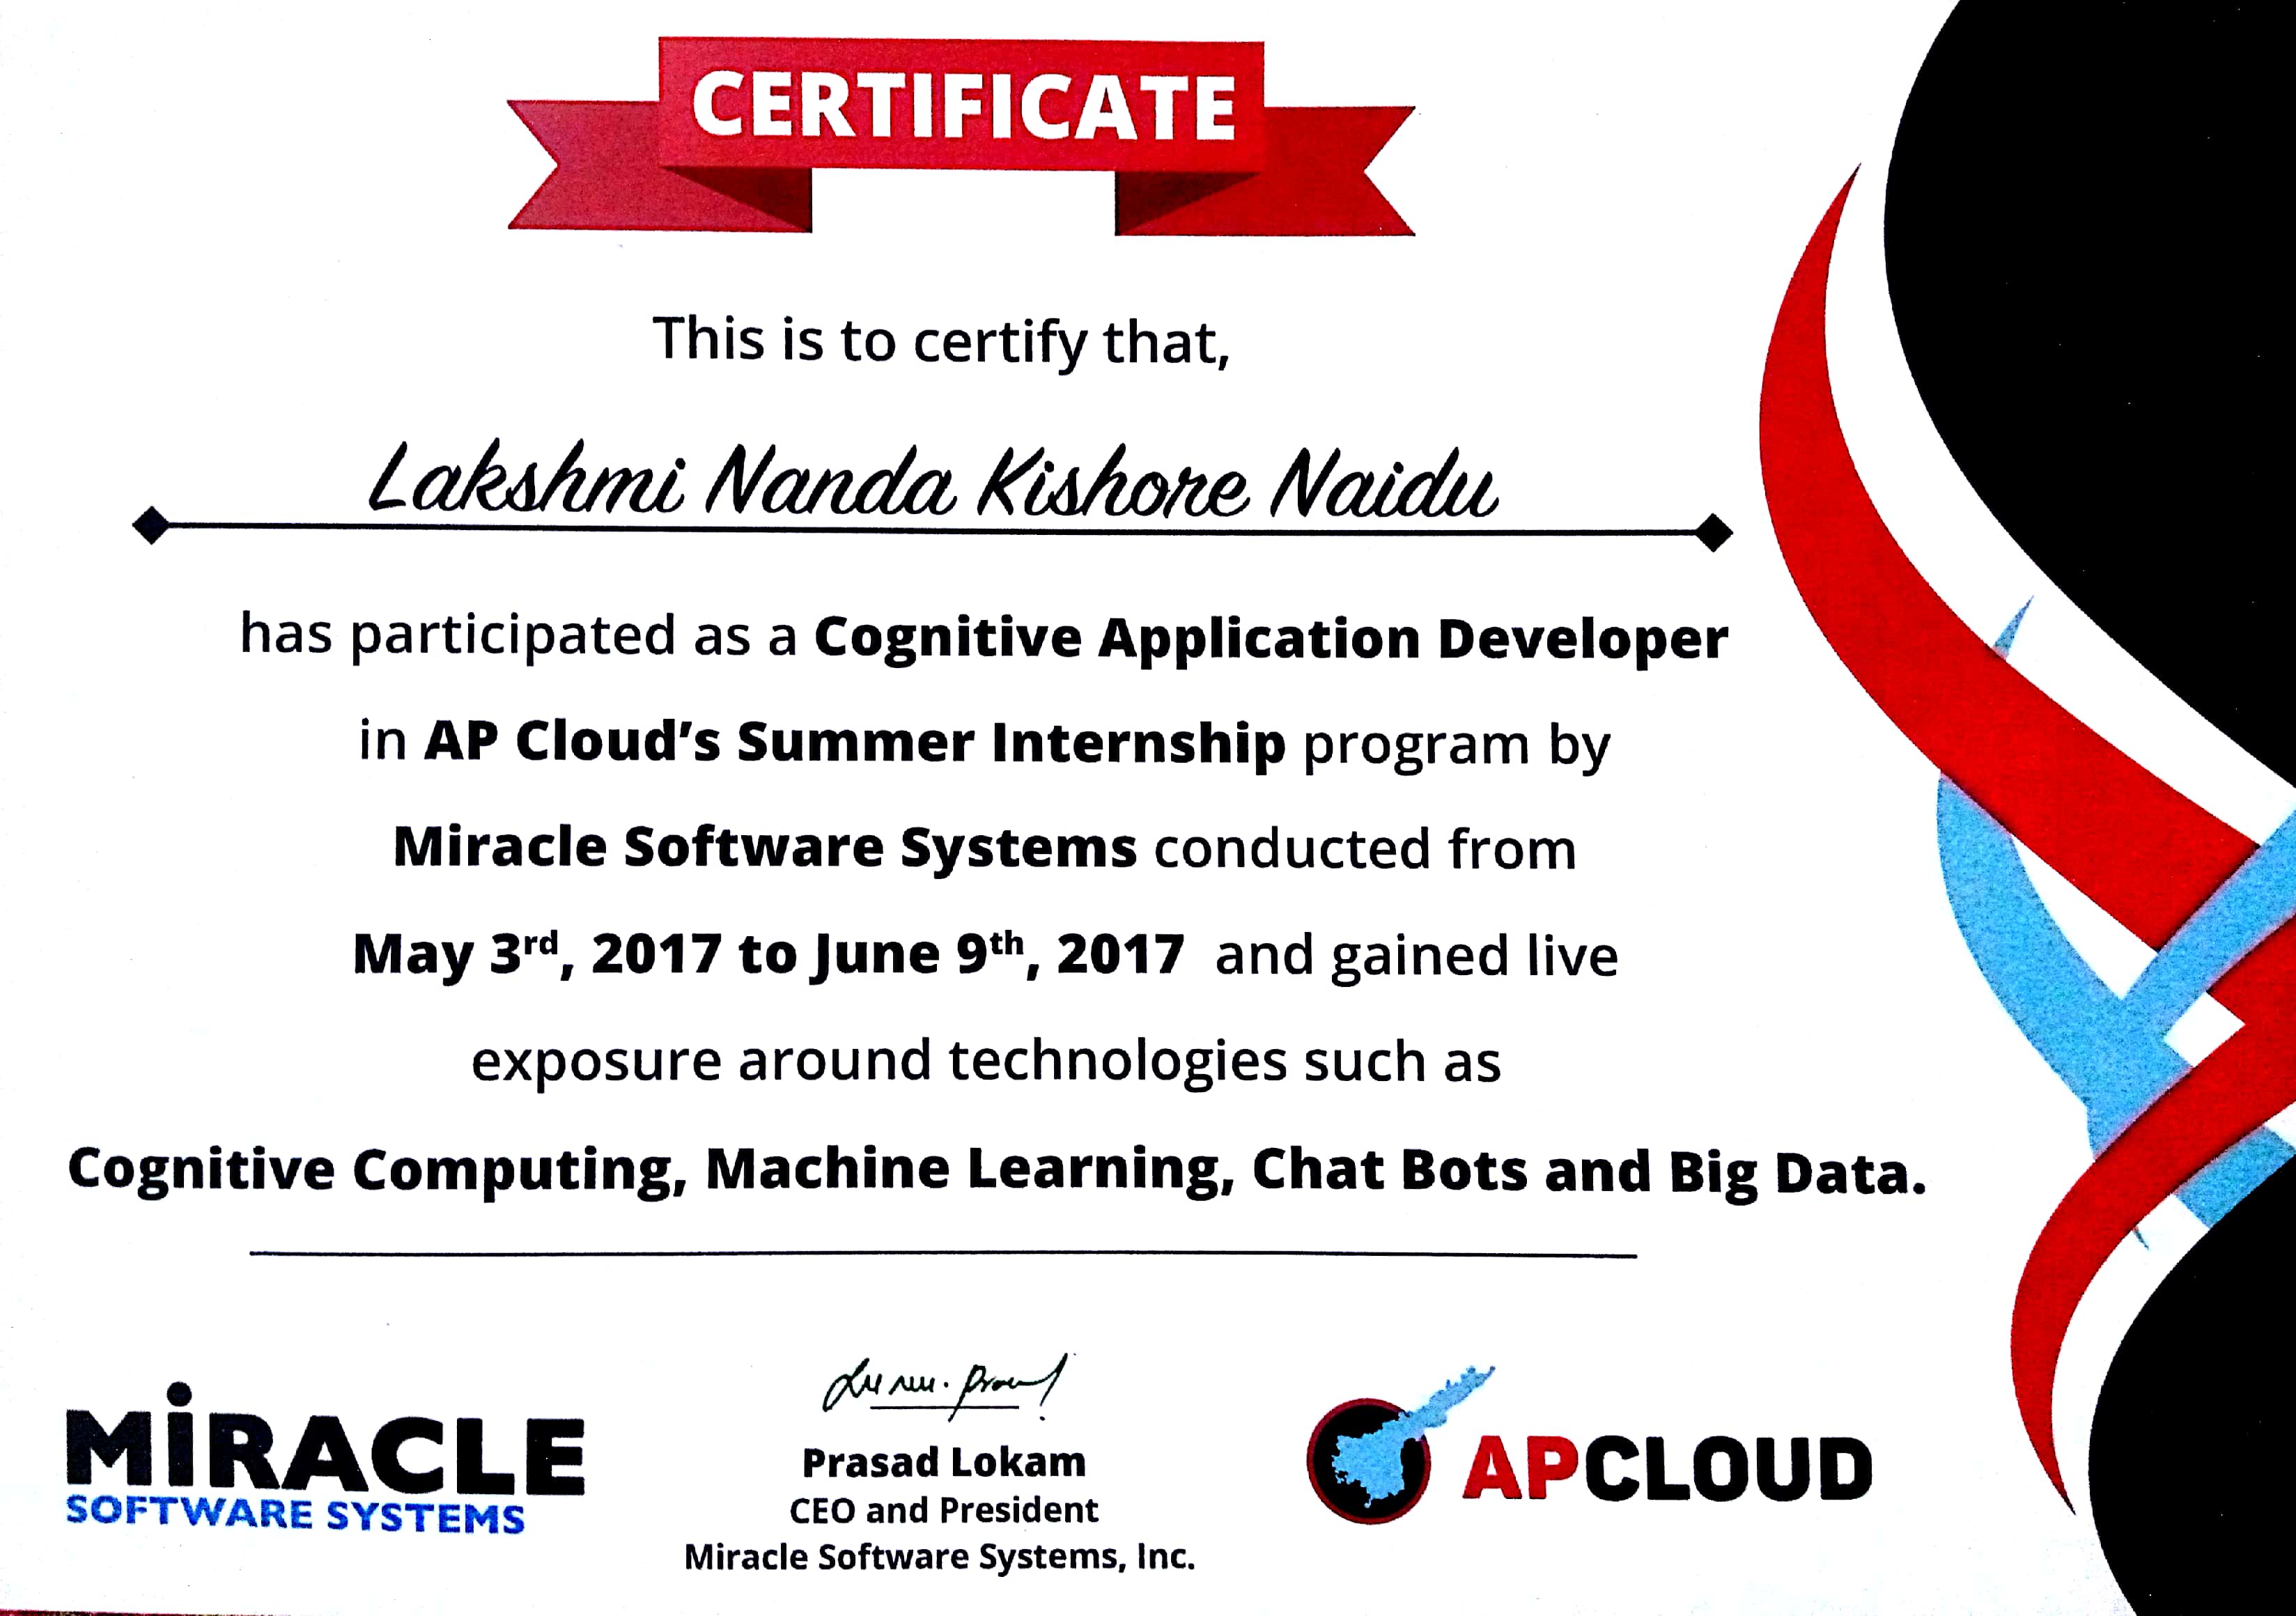 CERTIFICATE
This is to certify that,
Lakshmi Nanda Kishore Naidu
has participated as a Cognitive Application Developer
in AP Cloud's Summer Internship program by
Miracle Software Systems conducted from
May 3rd, 2017 to June 9th, 2017 and gained live
exposure around technologies such as
Cognitive Computing, Machine Learning, Chat Bots and Big Data.
MiRACLE
SOFTWARE SYSTEMS
Prasad Lokam
CEO and President
Miracle Software Systems, Inc.
APCLOUD